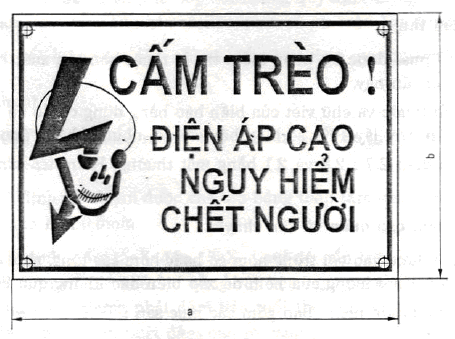 CẤM TRÈO !
ĐIỆN ÁP CAO
NGUY HIỂM
CHẾT NGƯỜI
a
b